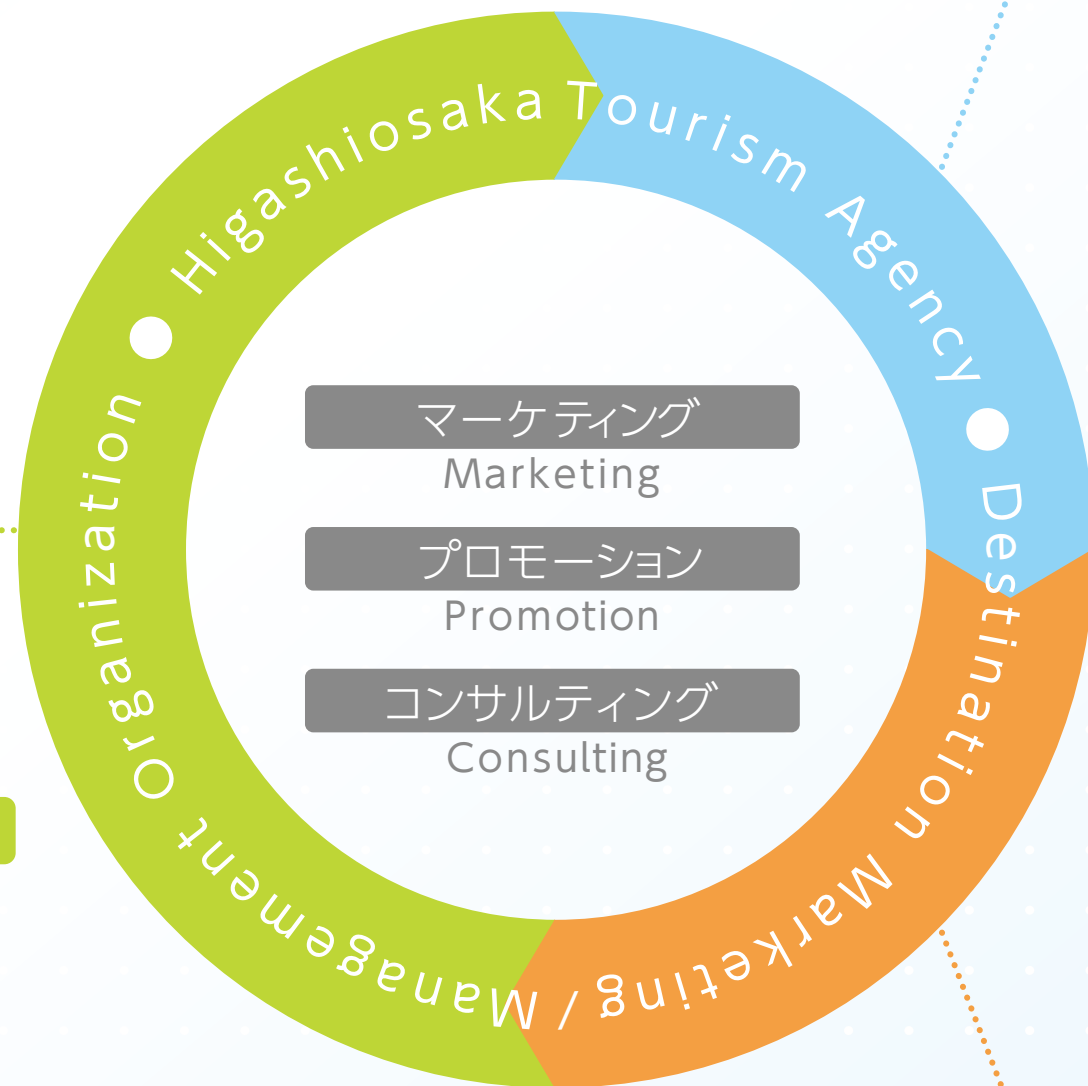 Higashiosaka Tourism Agency
Destination Marketing / Management Organization
マーケティング
Marketing
プロモーション
Promotion
コンサルティング
Consulting